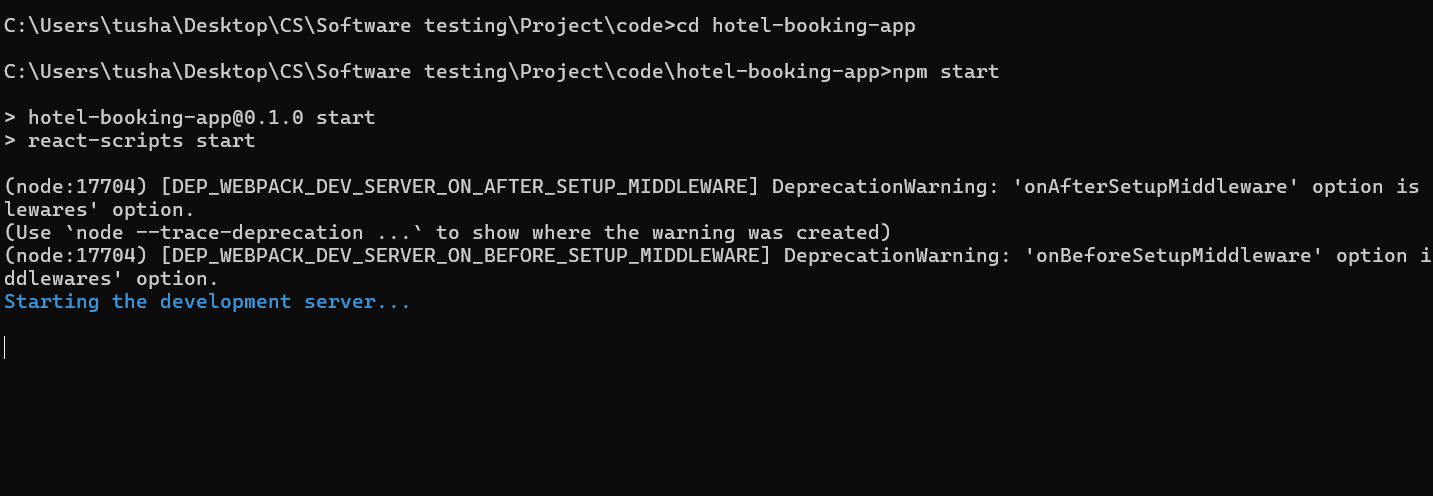 C:\Users\tusha\Desktop\CS\Software testing\Project\code>cd hotel-booking-app
C:\Users\tusha\Desktop\CS\Software testing\Project\code\hotel-booking-app>npm start
> hotel-booking-app@0.1.0 start
> react-scripts start
(node:17704) [DEP_WEBPACK_DEV_SERVER_ON_AFTER_SETUP_MIDDLEWARE] DeprecationWarning: 'onAfterSetupMiddleware' option is
lewares' option.
(Use `node --trace-deprecation ...` to show where the warning was created)
(node:17704) [DEP_WEBPACK_DEV_SERVER_ON_BEFORE_SETUP_MIDDLEWARE] DeprecationWarning: 'onBeforeSetupMiddleware' option i
ddlewares' option.
Starting the development server...